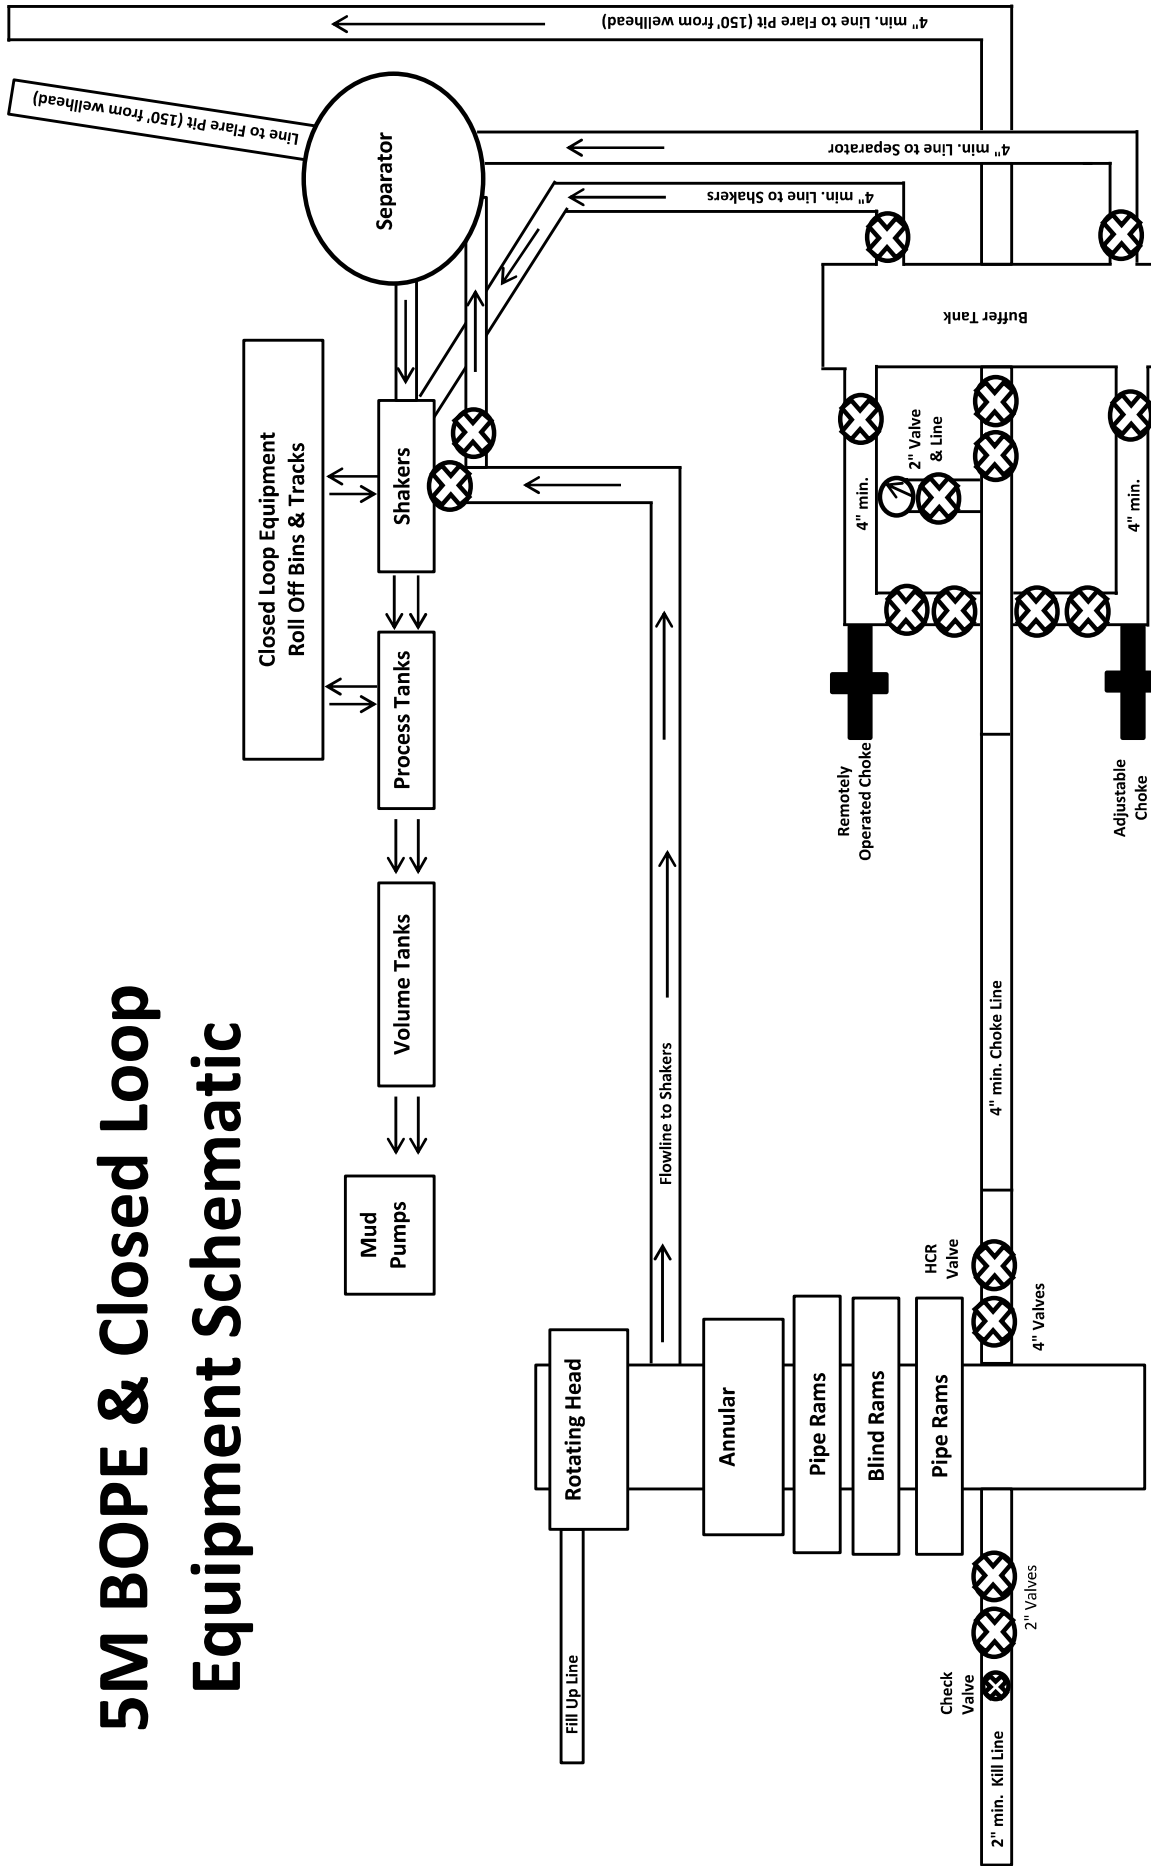 5M BOPE & Closed Loop
Equipment Schematic
Closed Loop Equipment
Roll Off Bins & Tracks
Mud
Pumps
Volume Tanks
Process Tanks
Shakers
Separator
Line to Flare Pit (150' from wellhead)
4" min. Line to Flare Pit (150' from wellhead)
4" min. Line to Separator
4" min. Line to Shakers
Fill Up Line
Rotating Head
Flowline to Shakers
Annular
Pipe Rams
Blind Rams
Pipe Rams
Remotely
Operated Choke
4" min.
2" Valve
& Line
Buffer Tank
2" min. Kill Line
Check
Valve
2" Valves
HCR
Valve
4" Valves
4" min. Choke Line
Adjustable
Choke
4" min.